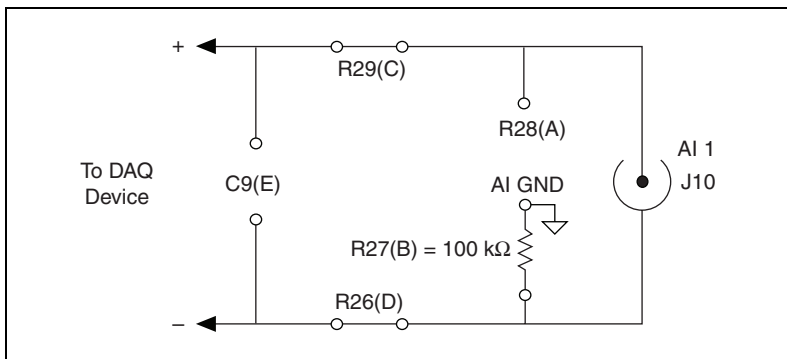 +
R29(C)
R28(A)
AI 1
J10
To DAQ
Device
C9(E)
AI GND
R27(B) = 100 kΩ
R26(D)
–